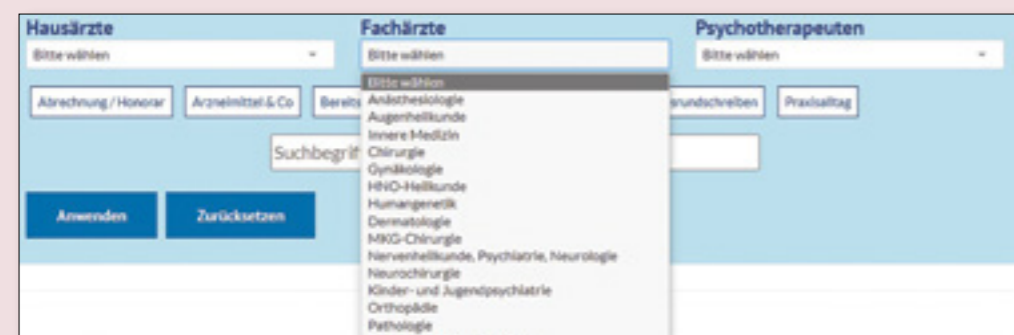 Hausärzte Fachärzte Psychotherapeuten
Bitte wählen Bitte wählen Bitte wählen
Bitte wählen
Abrechnung / Honorar Arzneimittel & Co Anästhesiologie rundschreiben Praxisalltag
Augenheilkunde
Innere Medizin
Suchbegriff Chirurgie
Gynäkologie
HNO-Heilkunde
Anwenden Zurücksetzen Humangenetik
Dermatologie
MKG-Chirurgie
Nervenheilkunde, Psychiatrie, Neurologie
Neurochirurgie
Kinder- und Jugendpsychiatrie
Orthopädie
Pathologie